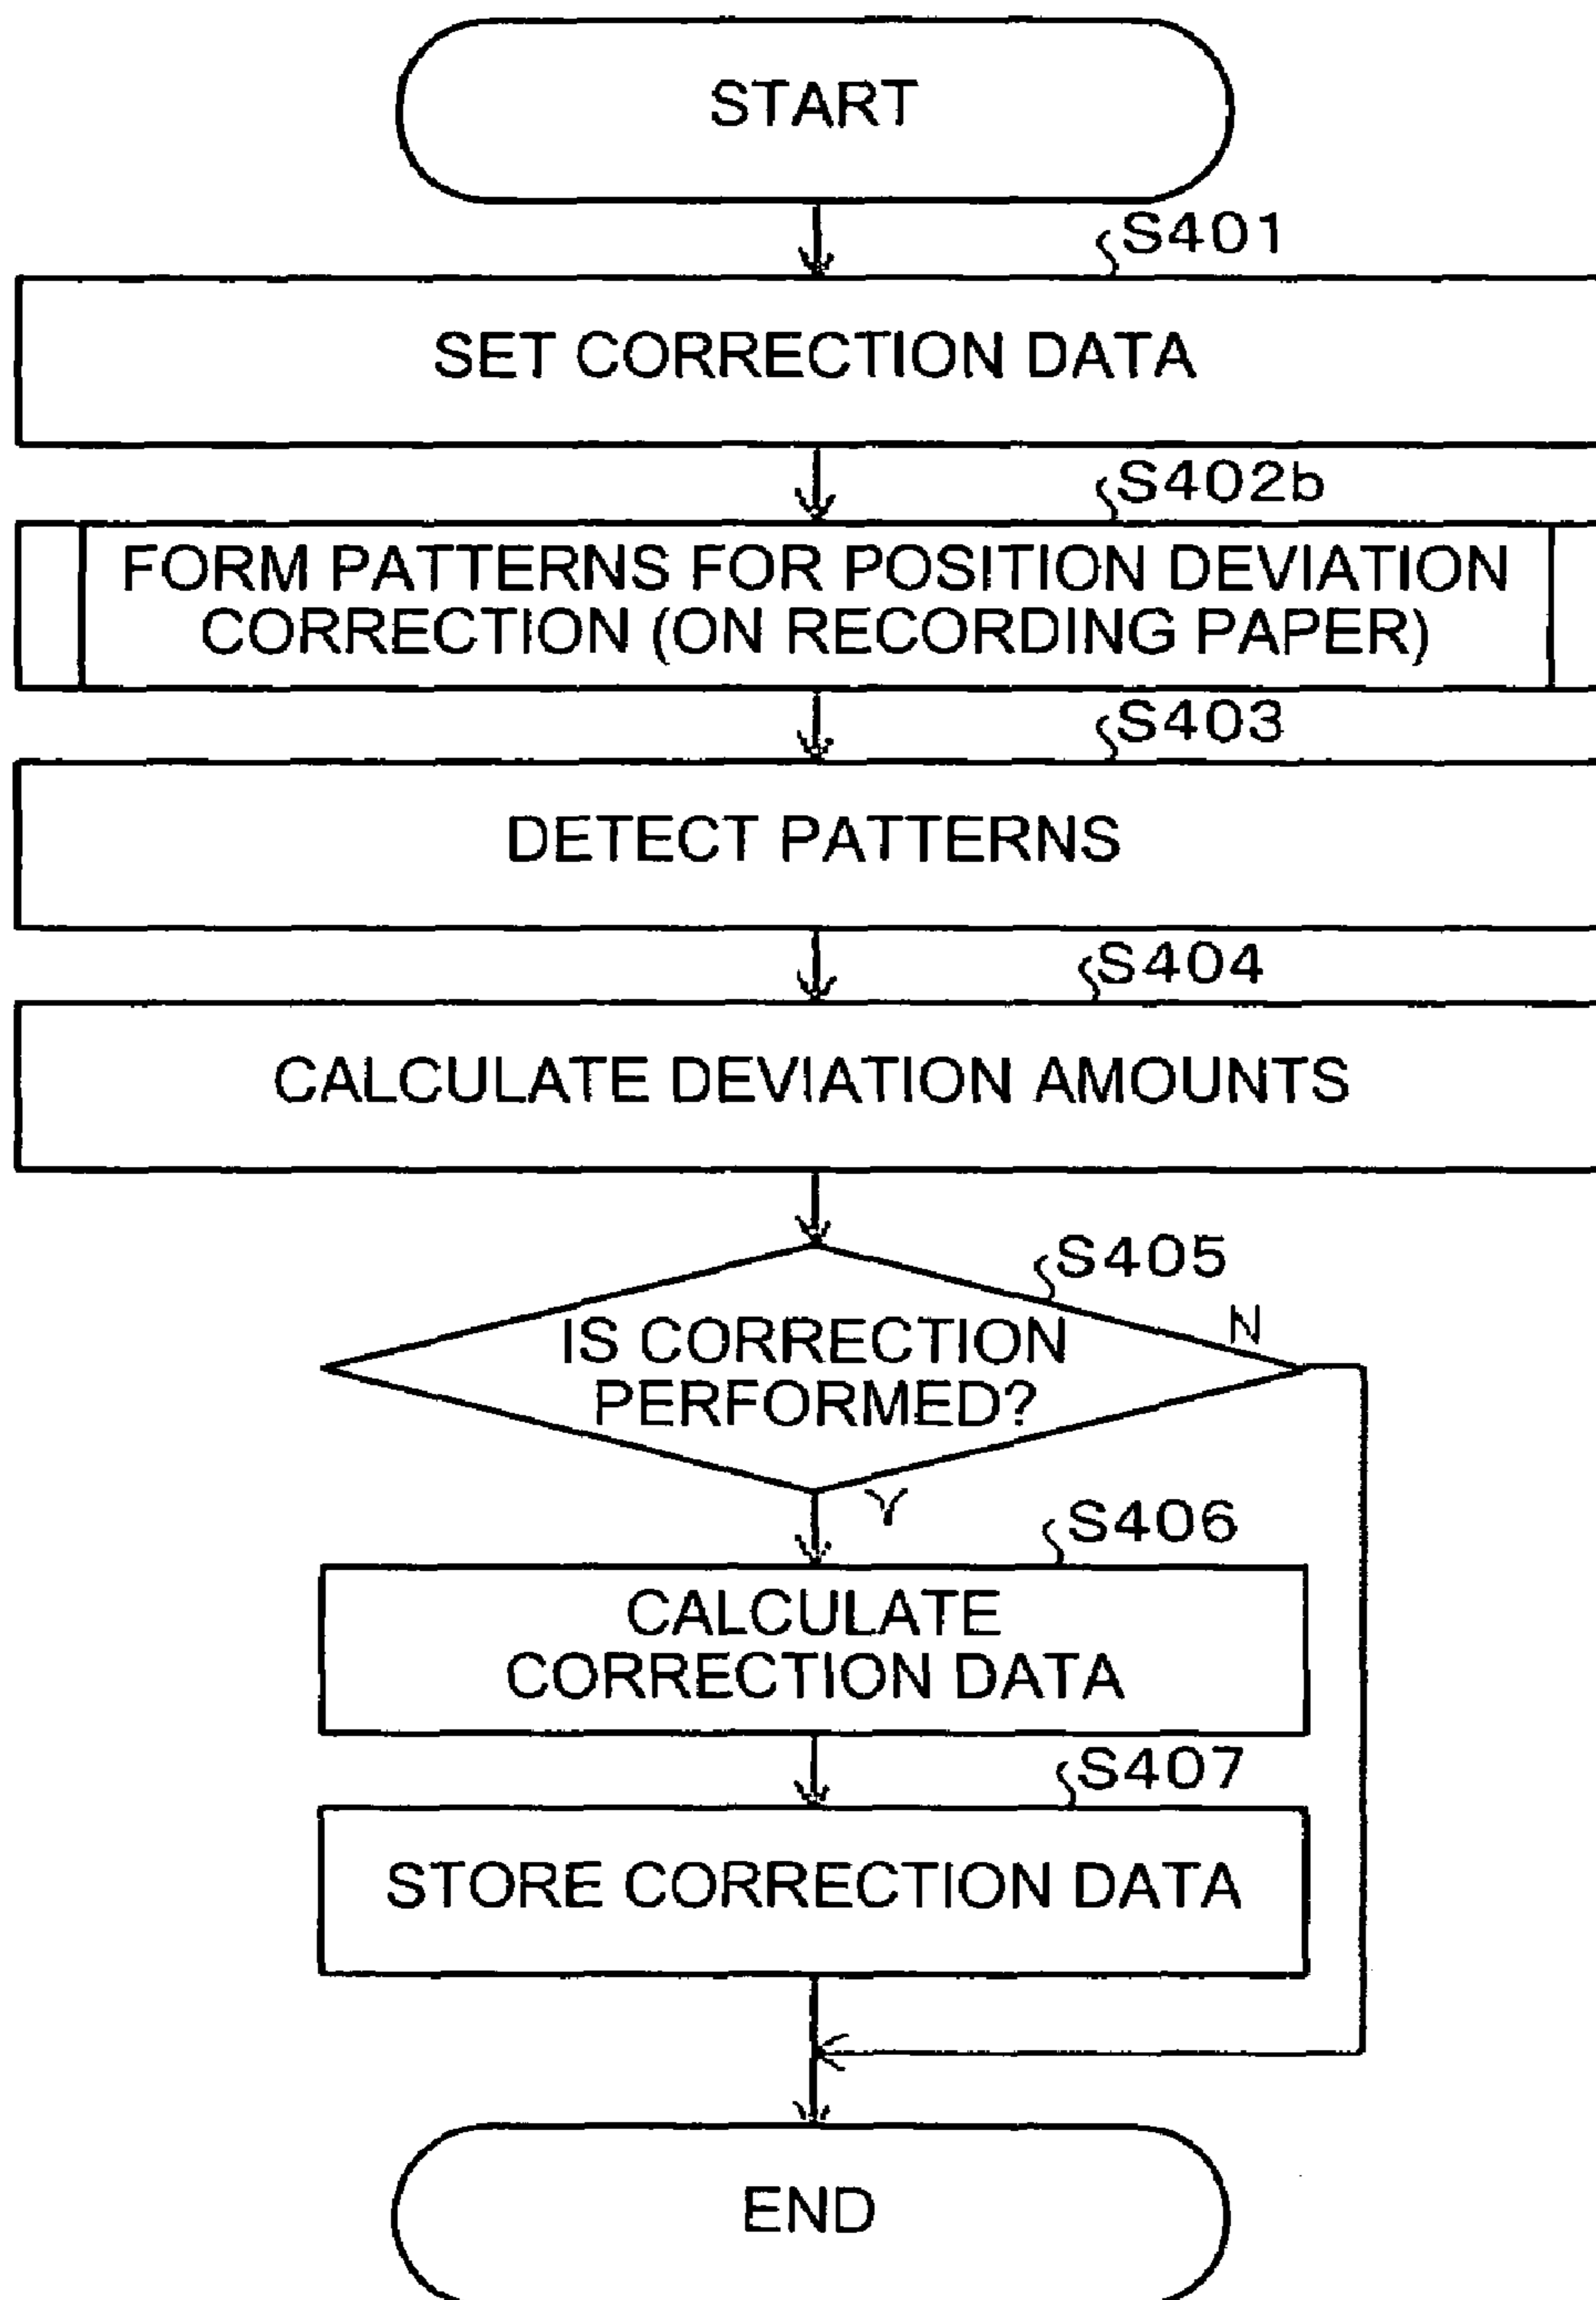 START
S401
SET CORRECTION DATA
S402b
FORM PATTERNS FOR POSITION DEVIATION
CORRECTION (ON RECORDING PAPER)
S403
DETECT PATTERNS
S404
CALCULATE DEVIATION AMOUNTS
S405
N
IS CORRECTION
PERFORMED?
Y
S406
CALCULATE
CORRECTION DATA
S407
STORE CORRECTION DATA
END